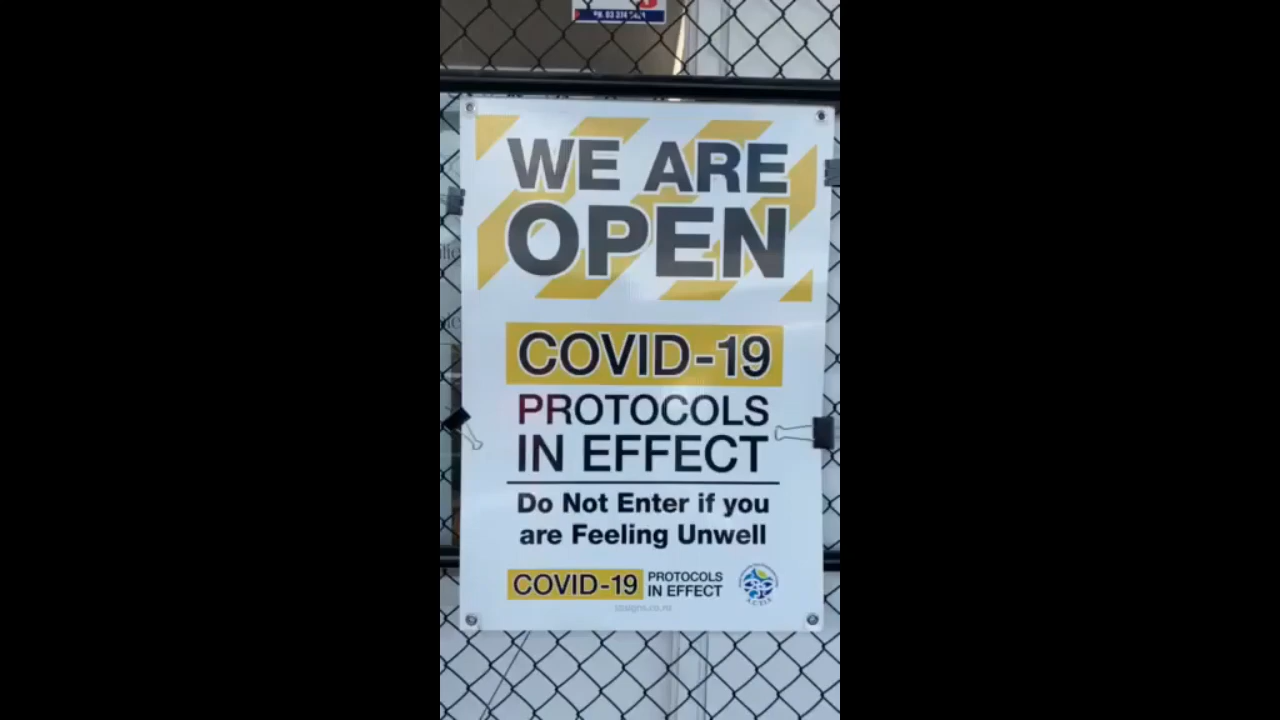 WE ARE
OPEN
COVID-19
PROTOCOLS
IN EFFECT
Do Not Enter if you
are Feeling Unwell
COVID-19 PROTOCOLS
IN EFFECT